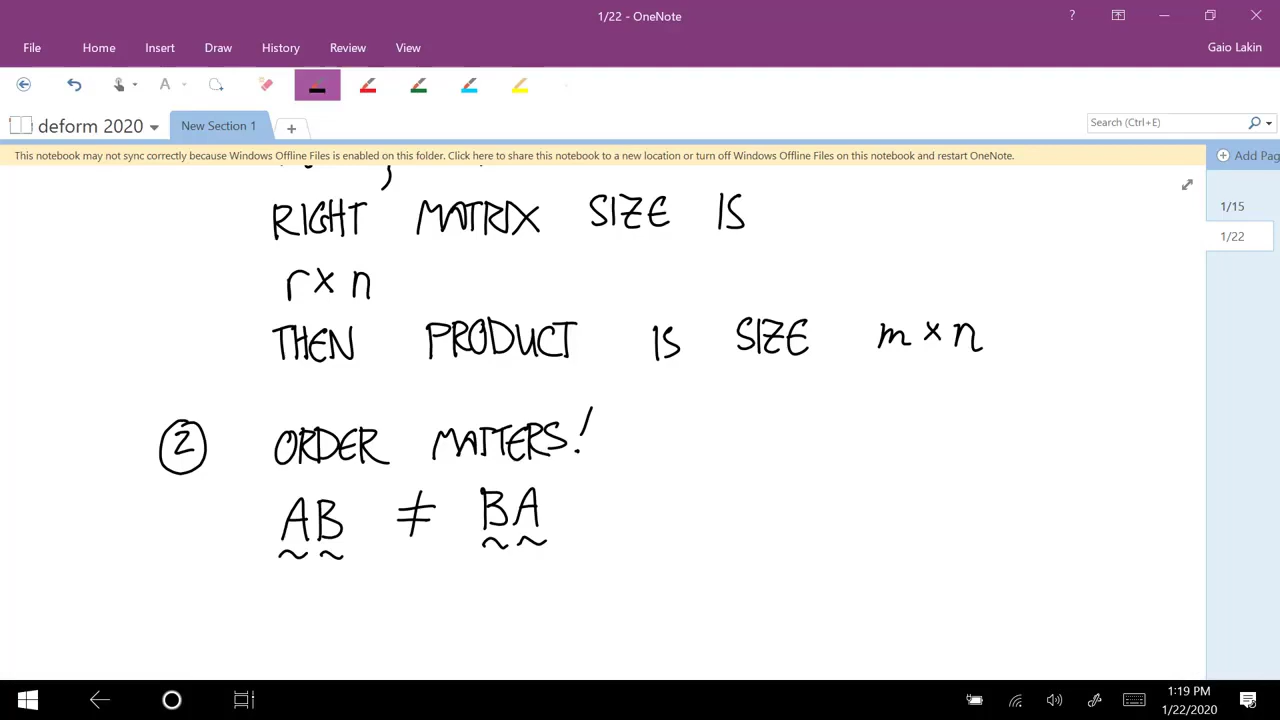 1/22 - OneNote
?
File Home Insert Draw History Review View
Gaio Lakin
A
deform 2020
New Section 1
+
Search (Ctrl+E)
This notebook may not sync correctly because Windows Offline Files is enabled on this folder. Click here to share this notebook to a new location or turn off Windows Offline Files on this notebook and restart OneNote.
Add Pag
1/15
1/22
RIGHT MATRIX SIZE IS
r × n
THEN PRODUCT IS SIZE m × n
② ORDER MATTERS!
AB ≠ BA
1:19 PM
1/22/2020